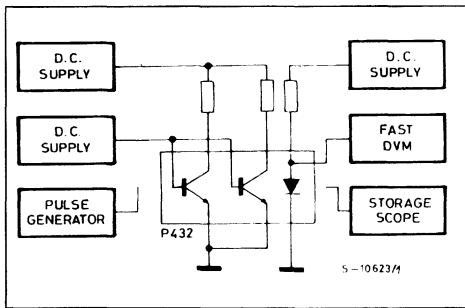 D.C.
SUPPLY
D.C.
SUPPLY
D.C.
SUPPLY
FAST
DVM
PULSE
GENERATOR
STORAGE
SCOPE
P432
S-10623/1